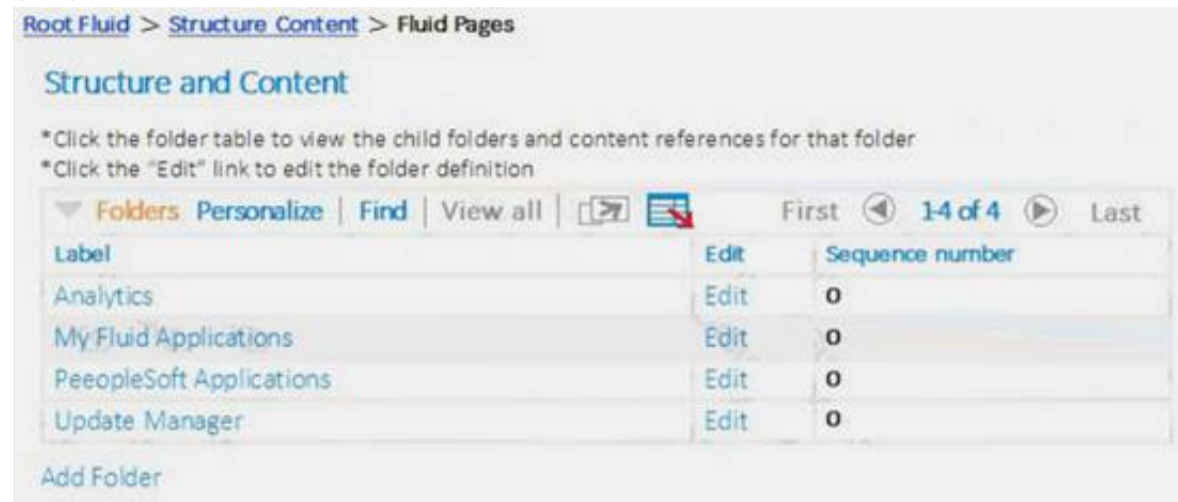 Root Fluid > Structure Content > Fluid Pages
Structure and Content
*Click the folder table to view the child folders and content references for that folder
*Click the "Edit" link to edit the folder definition
Folders Personalize | Find | View all | First 1-4 of 4 Last
Label Edit Sequence number
Analytics Edit 0
My Fluid Applications Edit 0
PeeopleSoft Applications Edit 0
Update Manager Edit 0
Add Folder